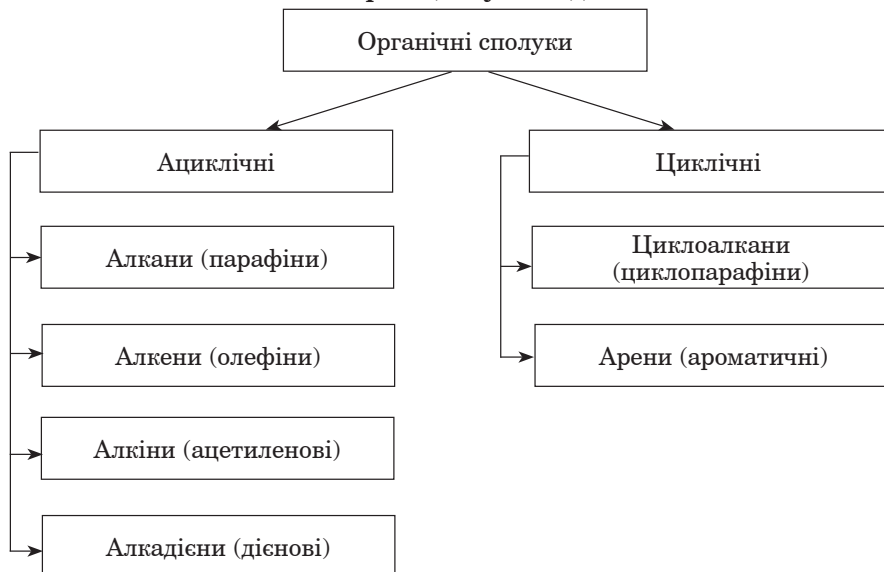 Органічні сполуки
Ациклічні
Циклічні
Алкани (парафіни)
Циклоалкани
(циклопарафіни)
Алкени (олефіни)
Арени (ароматичні)
Алкіни (ацетиленові)
Алкадієни (дієнові)